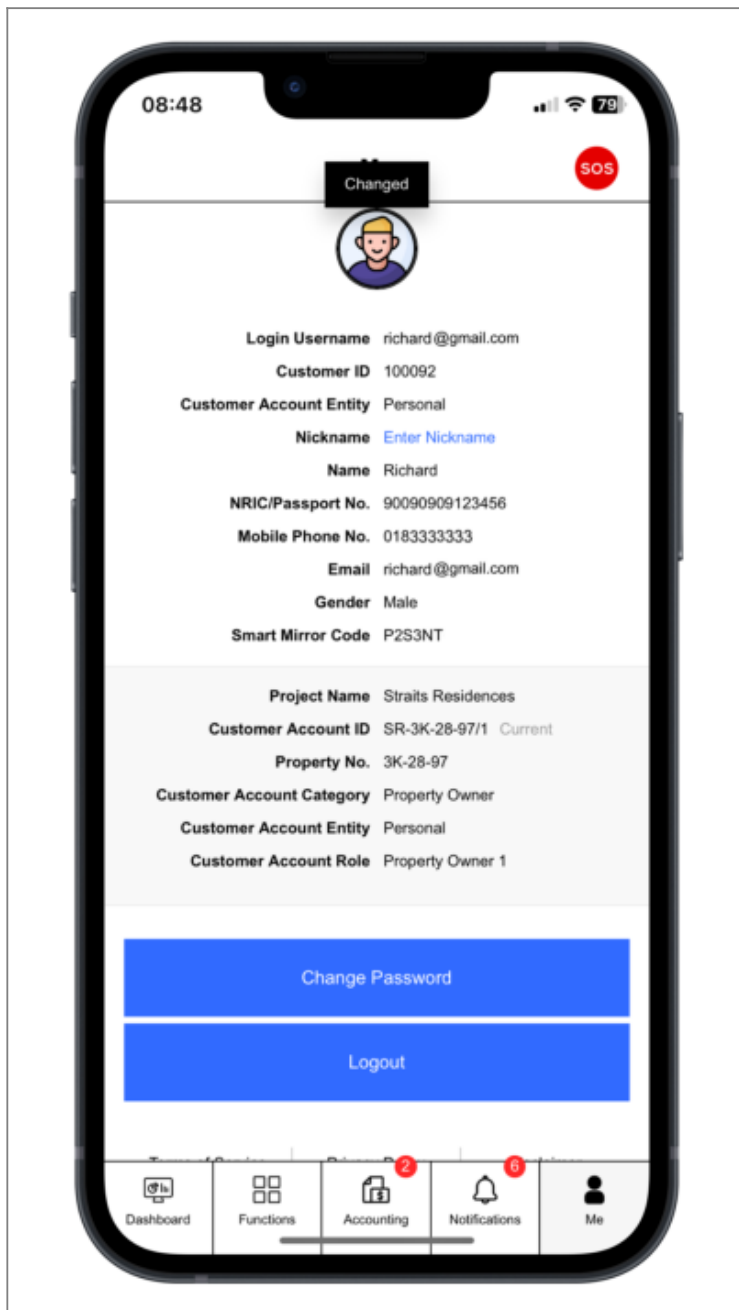 08:48
79
SOS
Changed
Login Username richard@gmail.com
Customer ID 100092
Customer Account Entity Personal
Nickname Enter Nickname
Name Richard
NRIC/Passport No. 90090909123456
Mobile Phone No. 0183333333
Email richard@gmail.com
Gender Male
Smart Mirror Code P2S3NT
Project Name Straits Residences
Customer Account ID SR-3K-28-97/1 Current
Property No. 3K-28-97
Customer Account Category Property Owner
Customer Account Entity Personal
Customer Account Role Property Owner 1
Change Password
Logout
2 6
Dashboard Functions Accounting Notifications Me